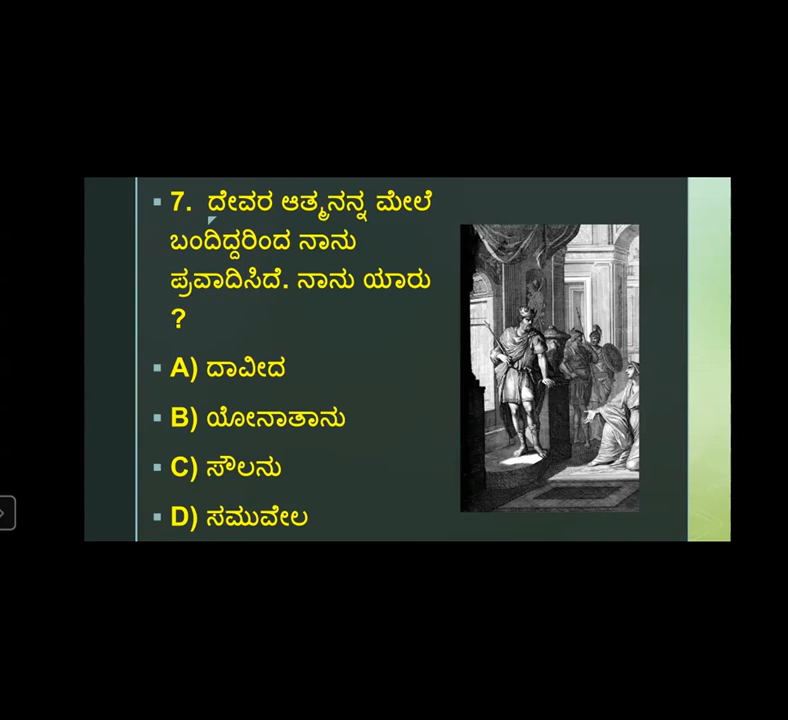 7. ದೇವರ ಆತ್ಮನನ್ನ ಮೇಲೆ
ಬಂದಿದ್ದರಿಂದ ನಾನು
ಪ್ರವಾದಿಸಿದೆ. ನಾನು ಯಾರು
?
A) ದಾವೀದ
B) ಯೋನಾತಾನು
C) ಸೌಲನು
D) ಸಮುವೇಲ